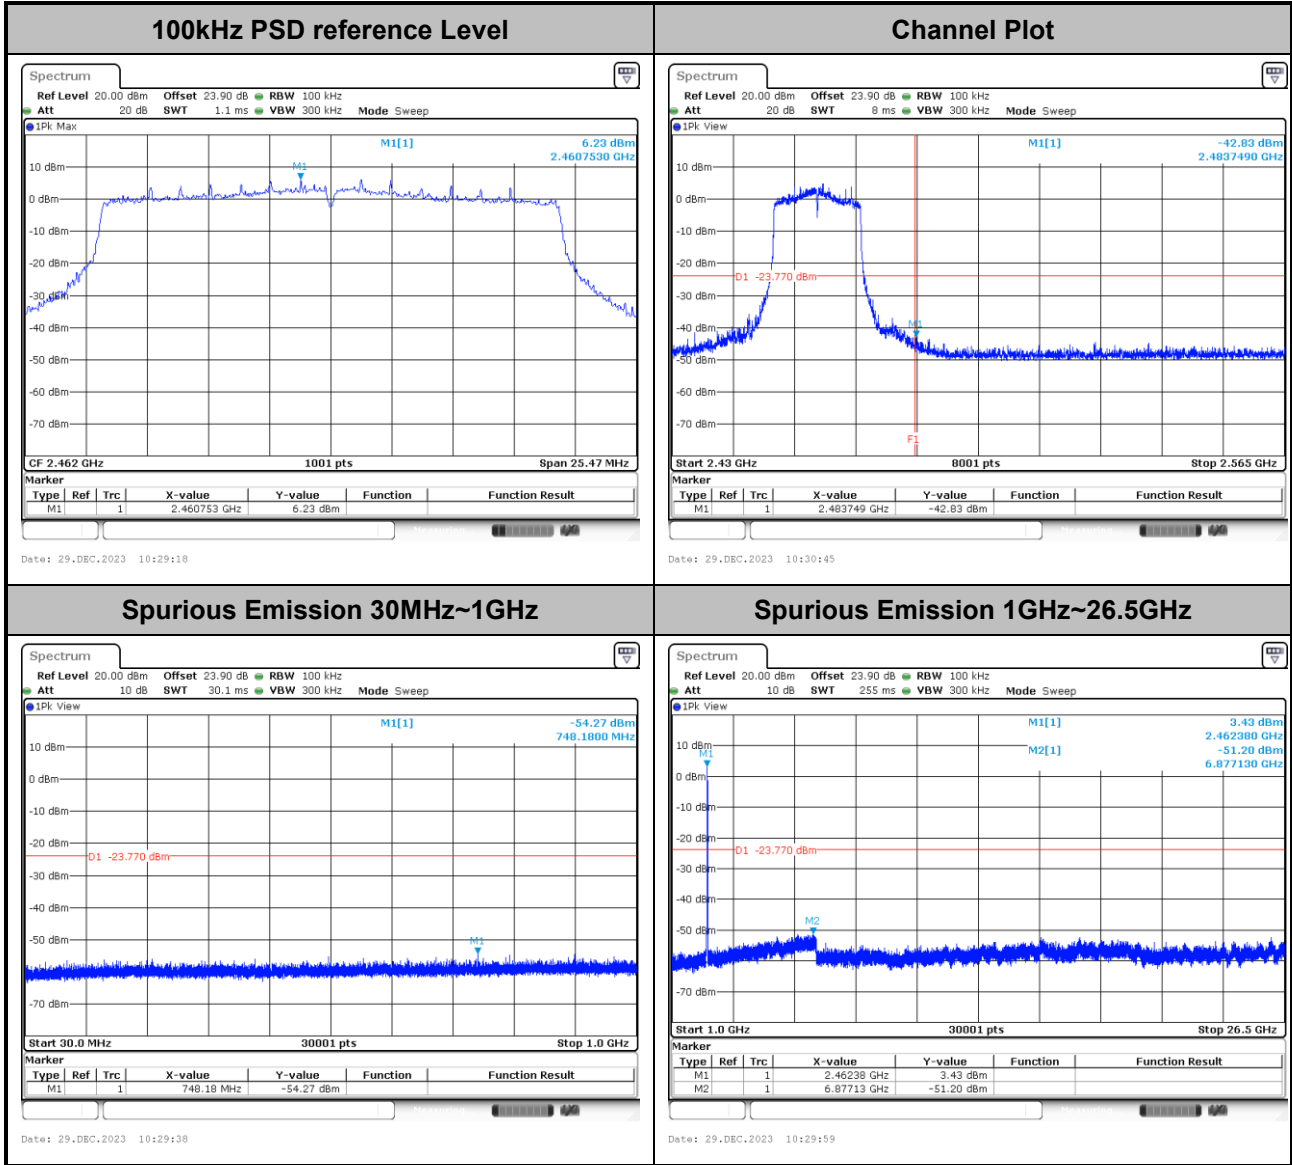 100kHz PSD reference Level
Channel Plot
Spectrum
Ref Level 20.00 dBm Offset 23.90 dB RBW 100 kHz
Att 20 dB SWT 1.1 ms VBW 300 kHz Mode Sweep
1Pk Max
M1[1] 6.23 dBm
2.4607530 GHz
M1
10 dBm
0 dBm
-10 dBm
-20 dBm
-30 dBm
-40 dBm
-50 dBm
-60 dBm
-70 dBm
CF 2.462 GHz 1001 pts Span 25.47 MHz
Marker
Type Ref Trc X-value Y-value Function Function Result
M1 1 2.460753 GHz 6.23 dBm
Date: 29.DEC.2023 10:29:18
Spectrum
Ref Level 20.00 dBm Offset 23.90 dB RBW 100 kHz
Att 20 dB SWT 8 ms VBW 300 kHz Mode Sweep
1Pk View
M1[1] -42.83 dBm
2.4837490 GHz
10 dBm
0 dBm
-10 dBm
-20 dBm
D1 -23.770 dBm
-30 dBm
-40 dBm
M1
-50 dBm
-60 dBm
-70 dBm
F1
Start 2.43 GHz 8001 pts Stop 2.565 GHz
Marker
Type Ref Trc X-value Y-value Function Function Result
M1 1 2.483749 GHz -42.83 dBm
Date: 29.DEC.2023 10:30:45
Spurious Emission 30MHz~1GHz
Spurious Emission 1GHz~26.5GHz
Spectrum
Ref Level 20.00 dBm Offset 23.90 dB RBW 100 kHz
Att 10 dB SWT 30.1 ms VBW 300 kHz Mode Sweep
1Pk View
M1[1] -54.27 dBm
748.1800 MHz
10 dBm
0 dBm
-10 dBm
-20 dBm
D1 -23.770 dBm
-30 dBm
-40 dBm
-50 dBm
M1
-70 dBm
Start 30.0 MHz 30001 pts Stop 1.0 GHz
Marker
Type Ref Trc X-value Y-value Function Function Result
M1 1 748.18 MHz -54.27 dBm
Date: 29.DEC.2023 10:29:38
Spectrum
Ref Level 20.00 dBm Offset 23.90 dB RBW 100 kHz
Att 10 dB SWT 255 ms VBW 300 kHz Mode Sweep
1Pk View
M1[1] 3.43 dBm
2.462380 GHz
M2[1] -51.20 dBm
6.877130 GHz
10 dBm
M1
0 dBm
-10 dBm
-20 dBm
D1 -23.770 dBm
-30 dBm
-40 dBm
M2
-50 dBm
-70 dBm
Start 1.0 GHz 30001 pts Stop 26.5 GHz
Marker
Type Ref Trc X-value Y-value Function Function Result
M1 1 2.46238 GHz 3.43 dBm
M2 1 6.87713 GHz -51.20 dBm
Date: 29.DEC.2023 10:29:59